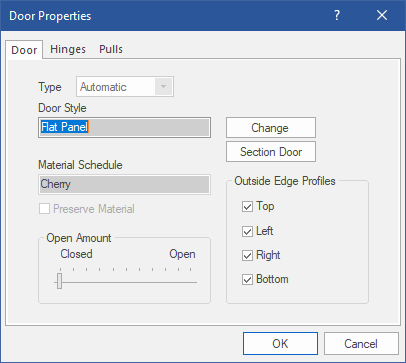 Door Properties ?
Door Hinges Pulls
Type Automatic
Door Style
Flat Panel
Change
Section Door
Material Schedule
Cherry
Preserve Material
Outside Edge Profiles
Top
Left
Right
Bottom
Open Amount
Closed Open
OK Cancel